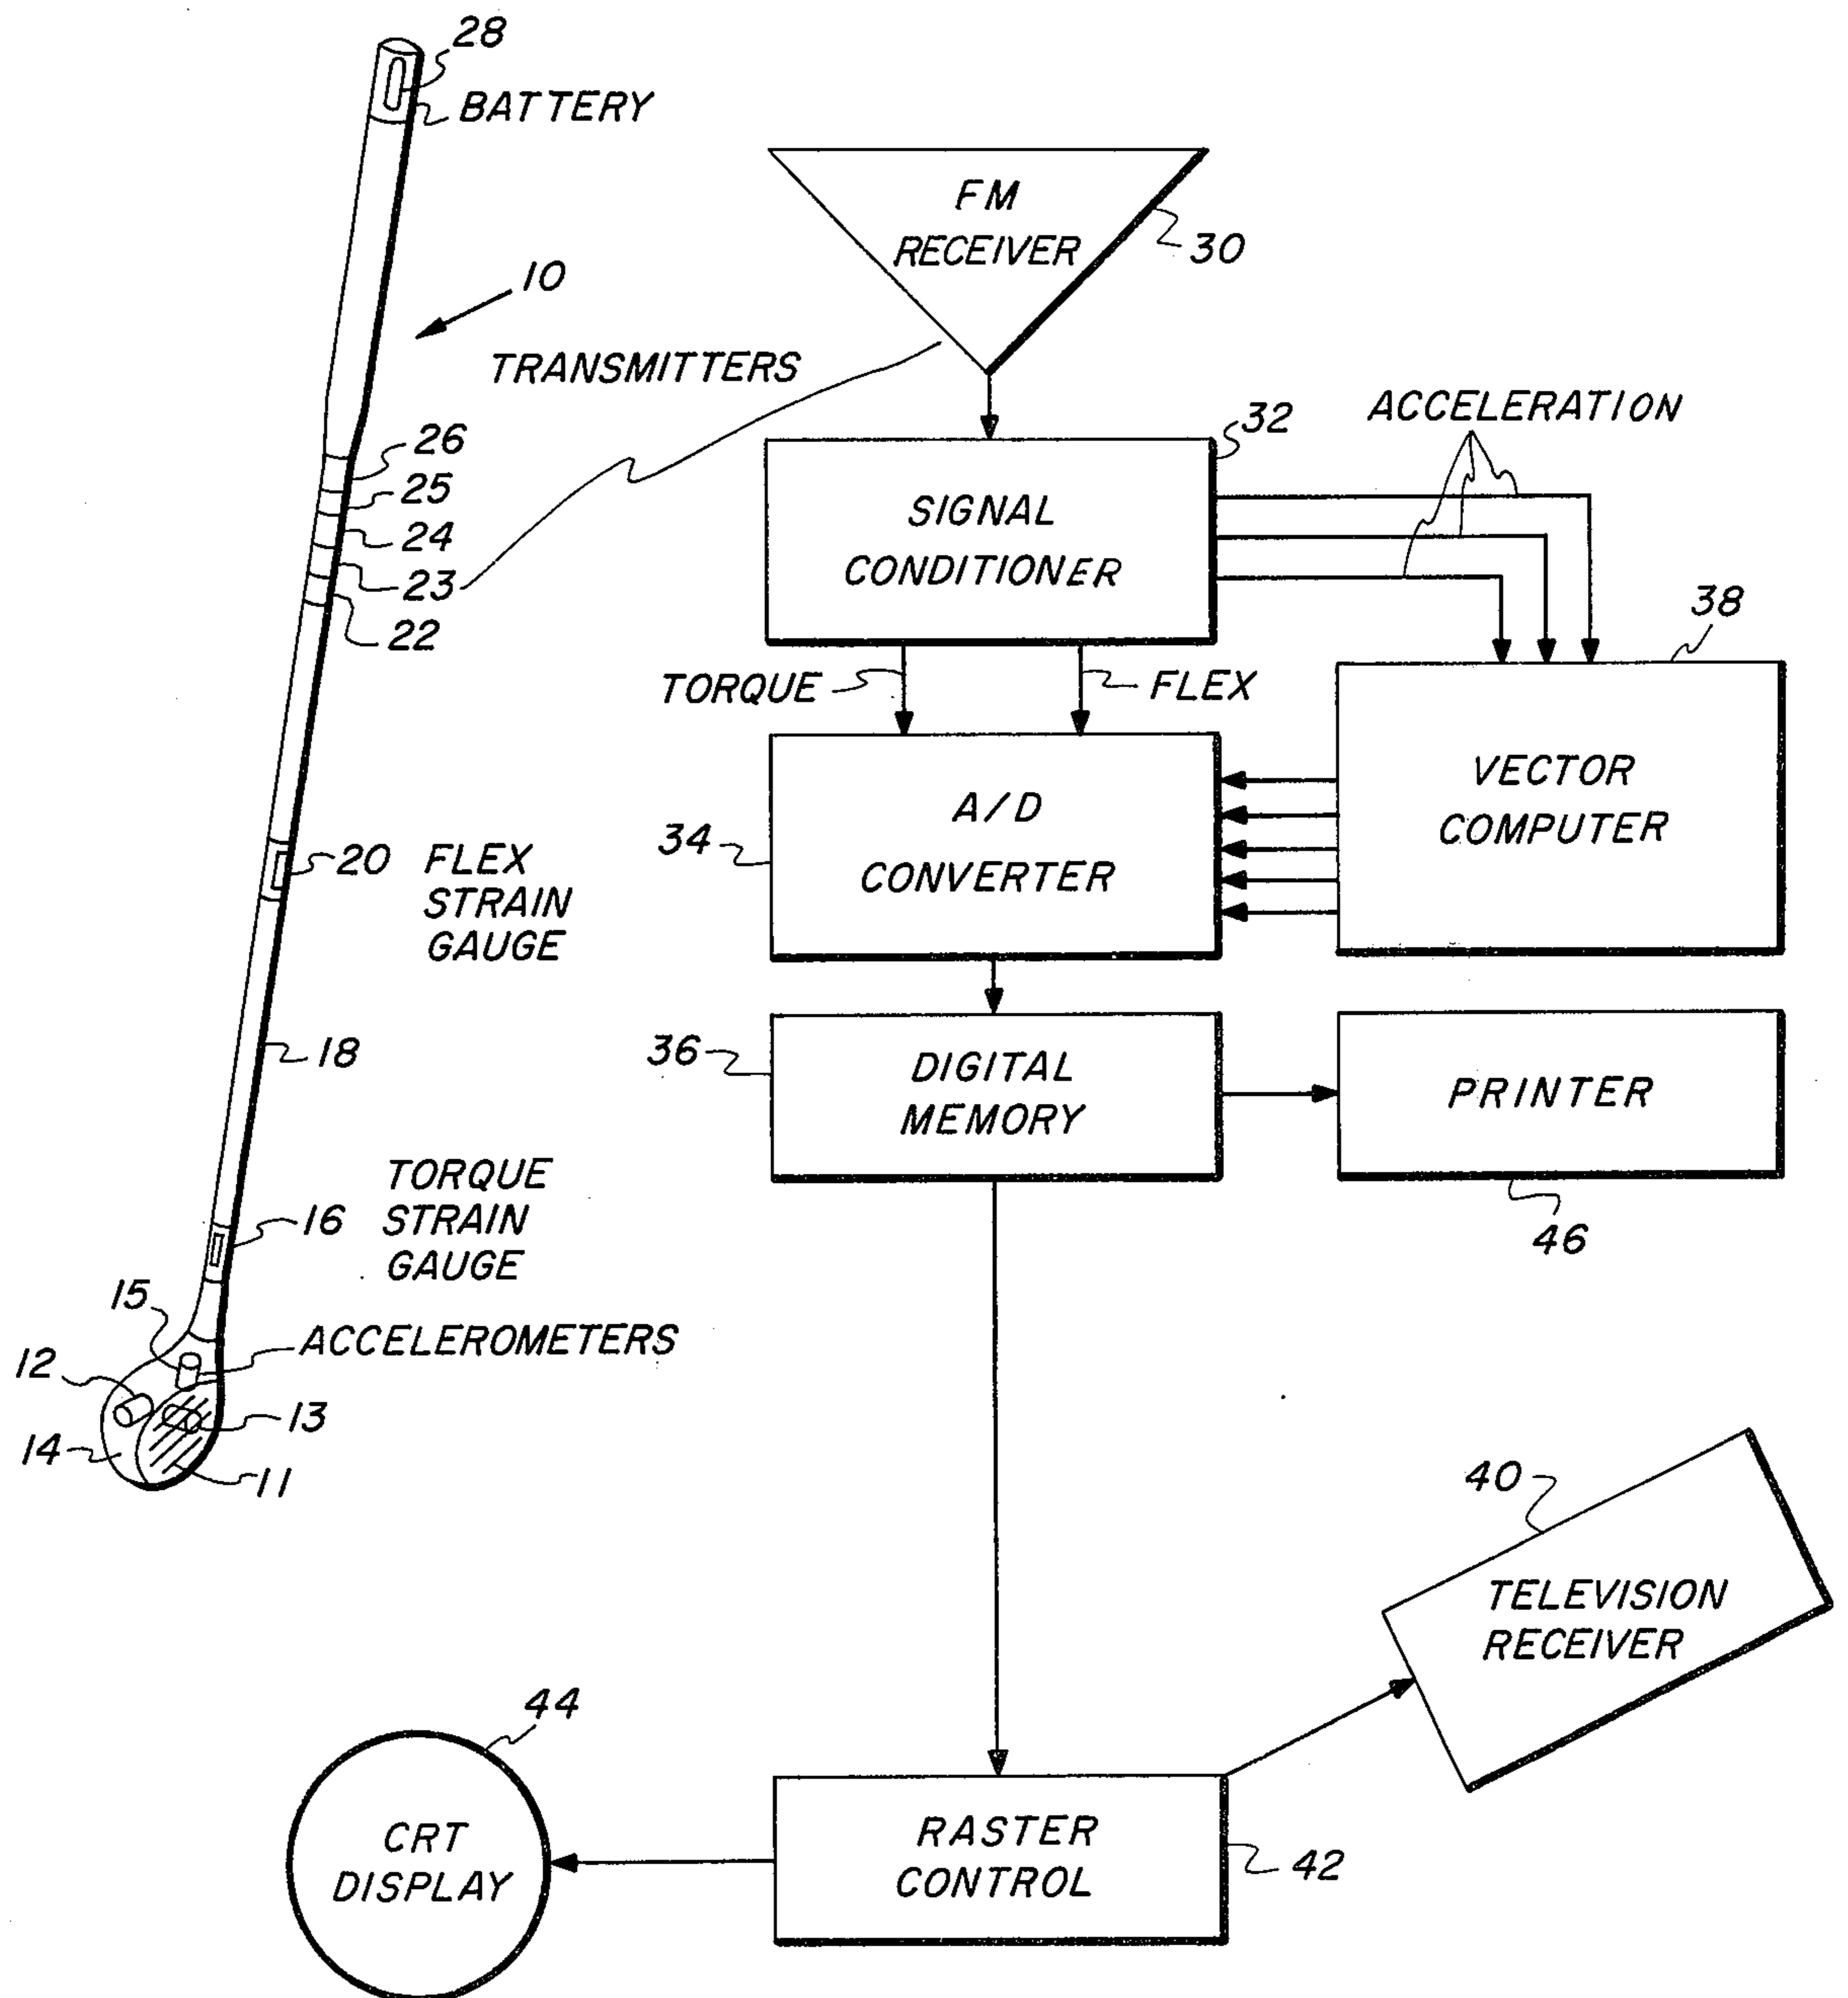 28
BATTERY
FM
RECEIVER
30
10
TRANSMITTERS
ACCELERATION
32
26
25
24
23
22
SIGNAL
CONDITIONER
38
TORQUE
FLEX
VECTOR
COMPUTER
A/D
CONVERTER
34
20 FLEX
STRAIN
GAUGE
36
18
DIGITAL
MEMORY
PRINTER
46
TORQUE
16 STRAIN
GAUGE
15
ACCELEROMETERS
12
13
14
11
40
TELEVISION
RECEIVER
44
CRT
DISPLAY
RASTER
CONTROL
42